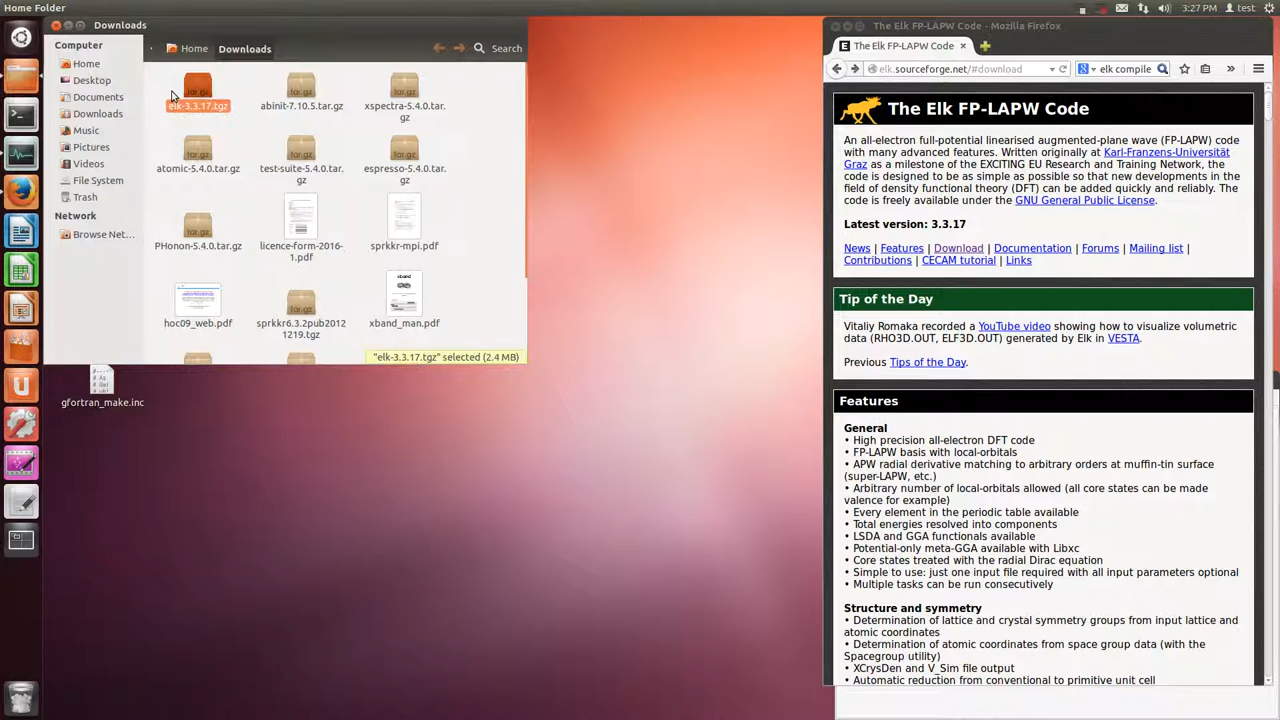 Home Folder
3:27 PM
test
Downloads
Computer
Home
Desktop
Documents
Downloads
Music
Pictures
Videos
File System
Trash
Network
Browse Net...
Home
Downloads
Search
tar.gz
elk-3.3.17.tgz
tar.gz
abinit-7.10.5.tar.gz
tar.gz
xspectra-5.4.0.tar.
gz
tar.gz
atomic-5.4.0.tar.gz
tar.gz
test-suite-5.4.0.tar.
gz
tar.gz
espresso-5.4.0.tar.
gz
tar.gz
PHonon-5.4.0.tar.gz
licence-form-2016-
1.pdf
sprkkr-mpi.pdf
hoc09_web.pdf
tar.gz
sprkkr6.3.2pub2012
1219.tgz
xband
xband_man.pdf
"elk-3.3.17.tgz" selected (2.4 MB)
gfortran_make.inc
The Elk FP-LAPW Code - Mozilla Firefox
The Elk FP-LAPW Code
elk.sourceforge.net/#download
elk compile
The Elk FP-LAPW Code
An all-electron full-potential linearised augmented-plane wave (FP-LAPW) code
with many advanced features. Written originally at Karl-Franzens-Universität
Graz as a milestone of the EXCITING EU Research and Training Network, the
code is designed to be as simple as possible so that new developments in the
field of density functional theory (DFT) can be added quickly and reliably. The
code is freely available under the GNU General Public License.
Latest version: 3.3.17
News | Features | Download | Documentation | Forums | Mailing list |
Contributions | CECAM tutorial | Links
Tip of the Day
Vitaliy Romaka recorded a YouTube video showing how to visualize volumetric
data (RHO3D.OUT, ELF3D.OUT) generated by Elk in VESTA.
Previous Tips of the Day.
Features
General
• High precision all-electron DFT code
• FP-LAPW basis with local-orbitals
• APW radial derivative matching to arbitrary orders at muffin-tin surface
(super-LAPW, etc.)
• Arbitrary number of local-orbitals allowed (all core states can be made
valence for example)
• Every element in the periodic table available
• Total energies resolved into components
• LSDA and GGA functionals available
• Potential-only meta-GGA available with Libxc
• Core states treated with the radial Dirac equation
• Simple to use: just one input file required with all input parameters optional
• Multiple tasks can be run consecutively
Structure and symmetry
• Determination of lattice and crystal symmetry groups from input lattice and
atomic coordinates
• Determination of atomic coordinates from space group data (with the
Spacegroup utility)
• XCrysDen and V_Sim file output
• Automatic reduction from conventional to primitive unit cell